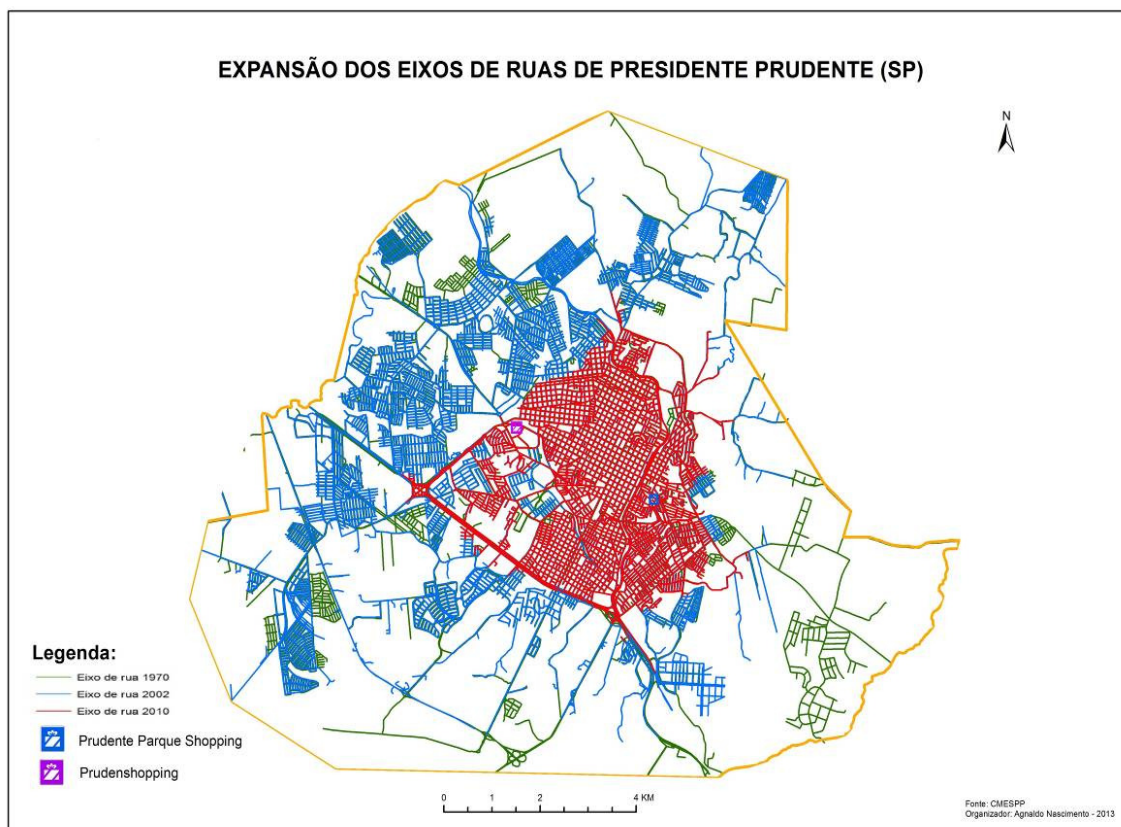 EXPANSÃO DOS EIXOS DE RUAS DE PRESIDENTE PRUDENTE (SP)
N
Legenda:
Eixo de rua 1970
Eixo de rua 2002
Eixo de rua 2010
Prudente Parque Shopping
Prudenshopping
0 1 2 4 KM
Fonte: CMESPP
Organizador: Agnaldo Nascimento - 2013